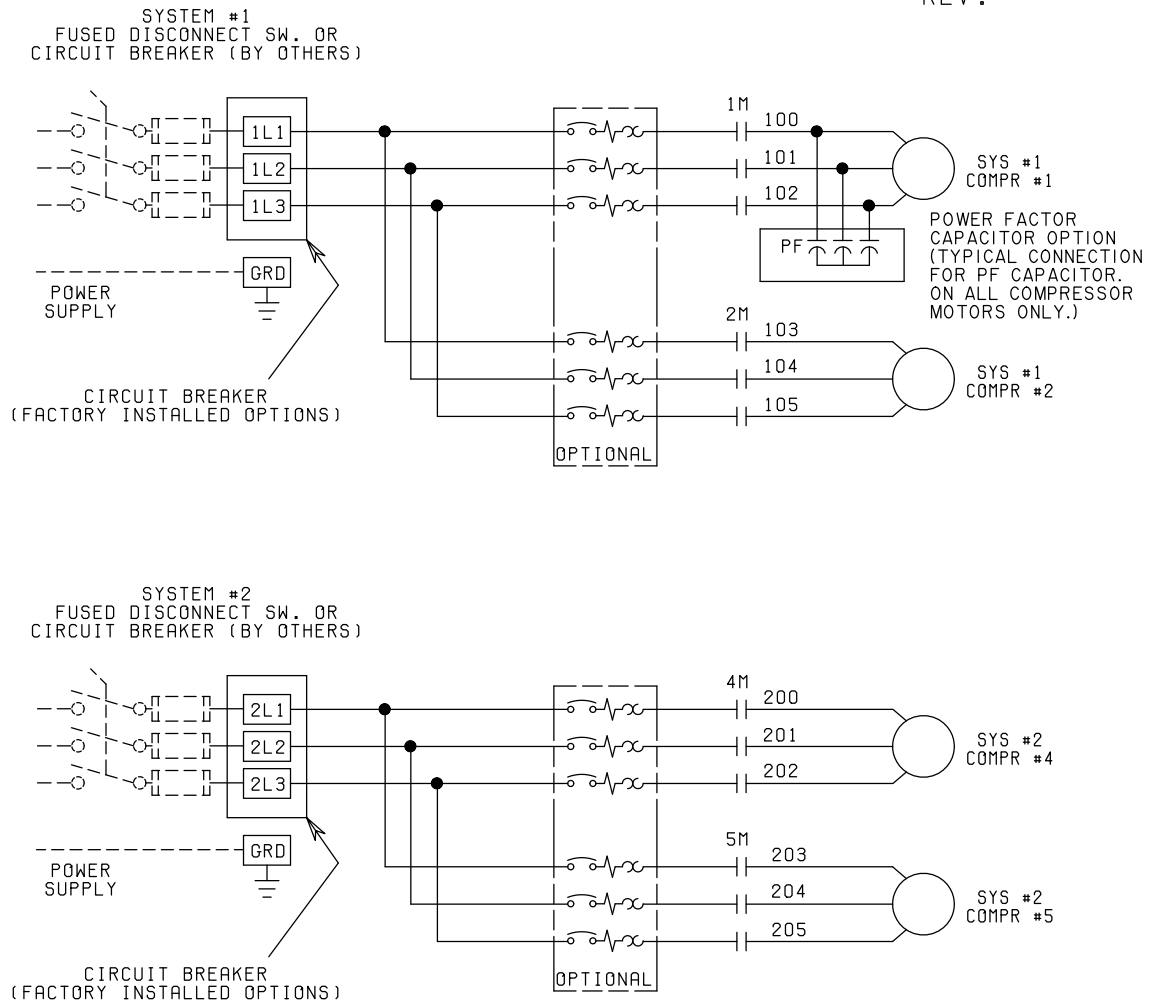 REV.
SYSTEM #1
FUSED DISCONNECT SW. OR
CIRCUIT BREAKER (BY OTHERS)
1L1
1L2
1L3
GRD
POWER
SUPPLY
CIRCUIT BREAKER
(FACTORY INSTALLED OPTIONS)
OPTIONAL
1M
100
101
102
SYS #1
COMPR #1
PF
POWER FACTOR
CAPACITOR OPTION
(TYPICAL CONNECTION
FOR PF CAPACITOR.
ON ALL COMPRESSOR
MOTORS ONLY.)
2M
103
104
105
SYS #1
COMPR #2
SYSTEM #2
FUSED DISCONNECT SW. OR
CIRCUIT BREAKER (BY OTHERS)
2L1
2L2
2L3
GRD
POWER
SUPPLY
CIRCUIT BREAKER
(FACTORY INSTALLED OPTIONS)
OPTIONAL
4M
200
201
202
SYS #2
COMPR #4
5M
203
204
205
SYS #2
COMPR #5